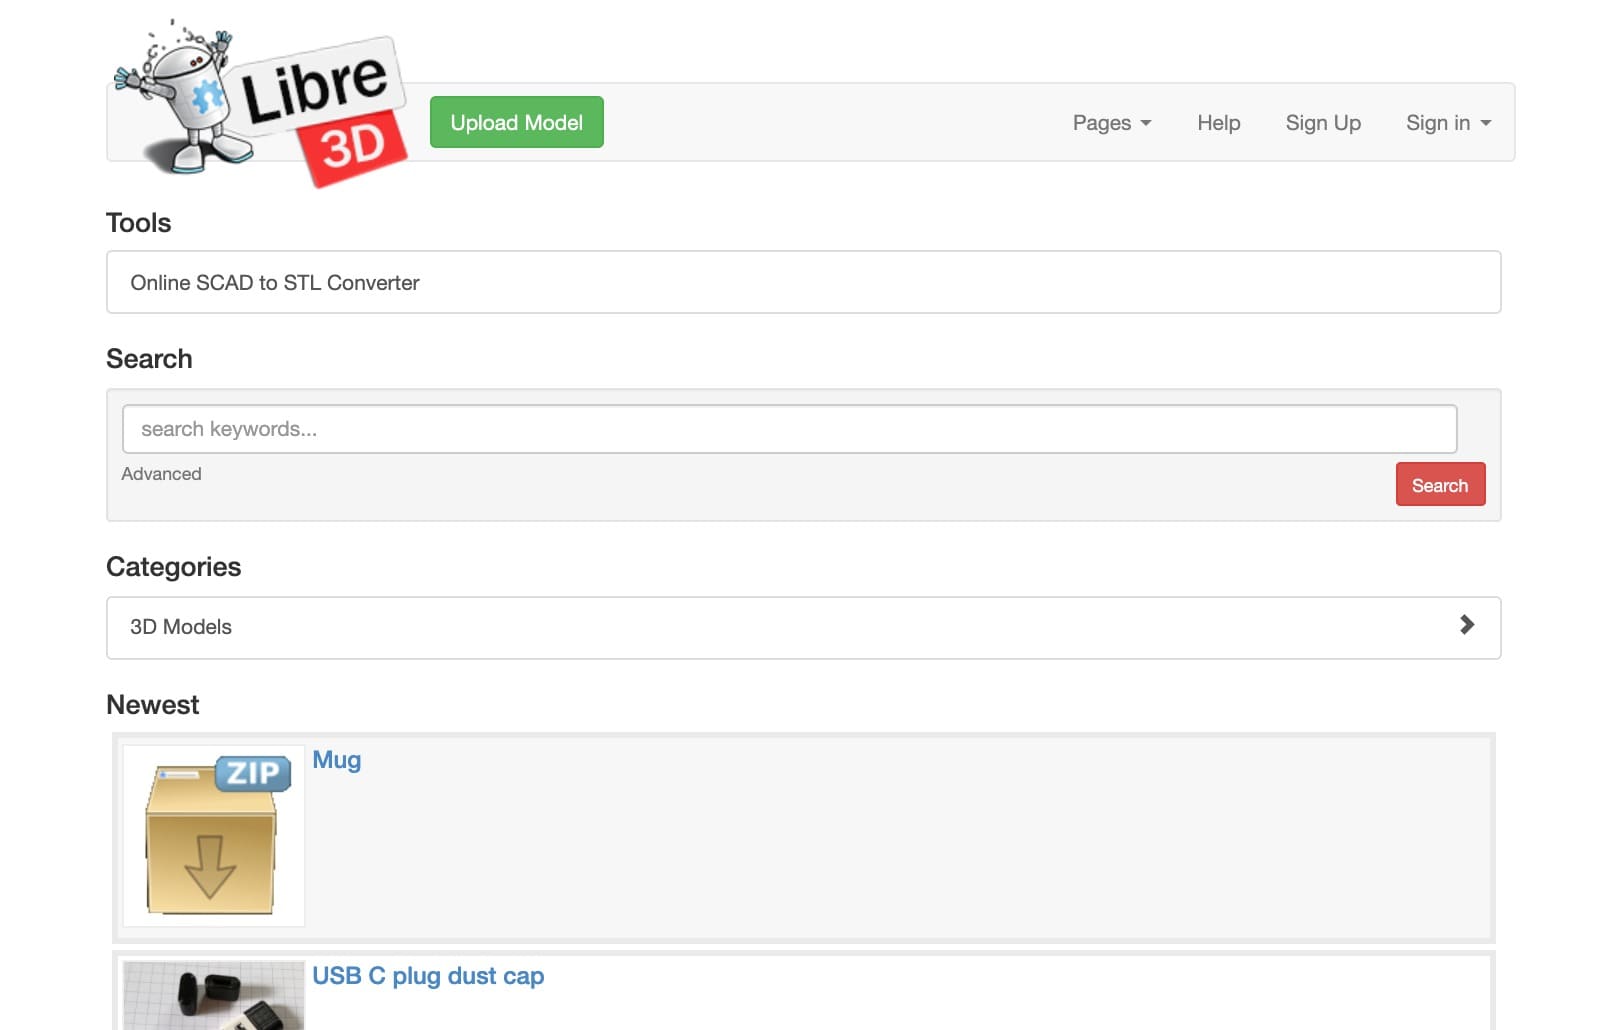 Libre
3D
Upload Model
Pages
Help
Sign Up
Sign in
Tools
Online SCAD to STL Converter
Search
search keywords...
Advanced
Search
Categories
3D Models
Newest
ZIP
Mug
USB C plug dust cap